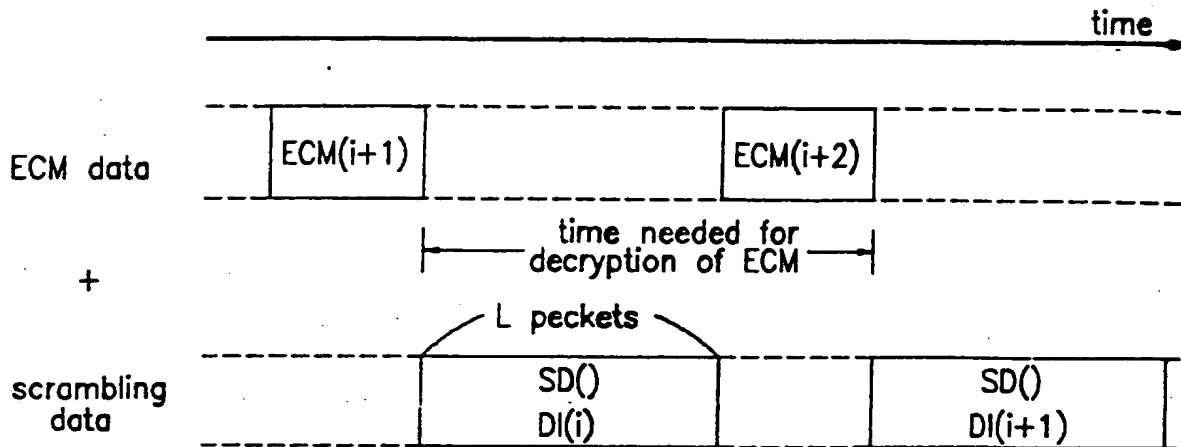 time
ECM data
ECM(i+1)
ECM(i+2)
time needed for
decryption of ECM
+
L peckets
scrambling
data
SD()
DI(i)
SD()
DI(i+1)